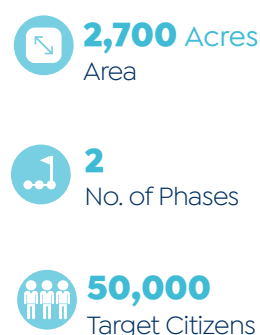 2,700 Acres
Area
2
No. of Phases
50,000
Target Citizens